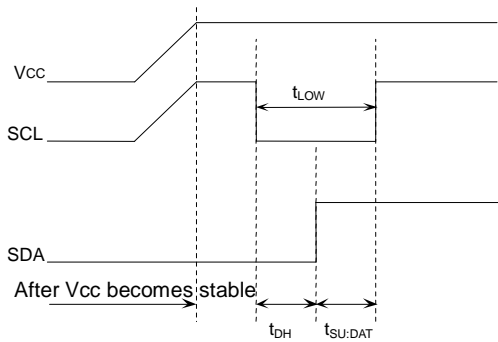 Vcc
tLOW
SCL
SDA
After Vcc becomes stable
tDH
tSU:DAT